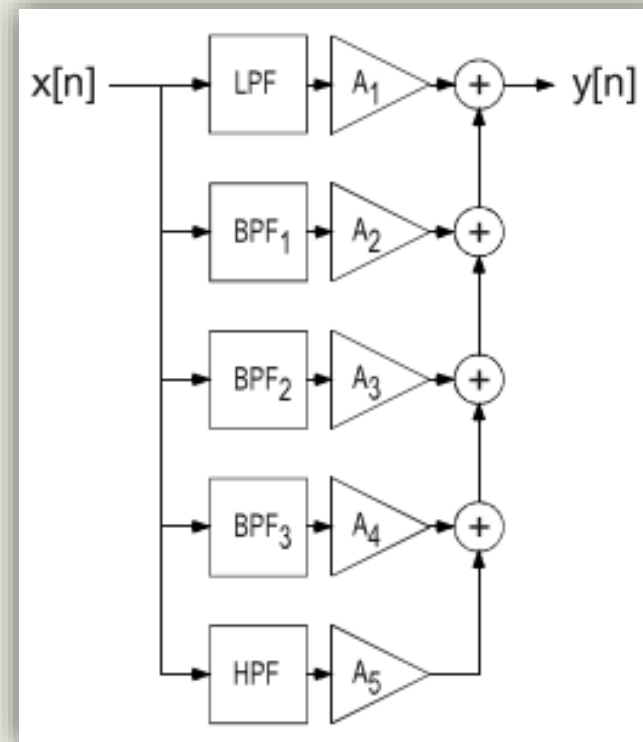 x[n] LPF A₁ + y[n]
BPF₁ A₂ +
BPF₂ A₃ +
BPF₃ A₄ +
HPF A₅